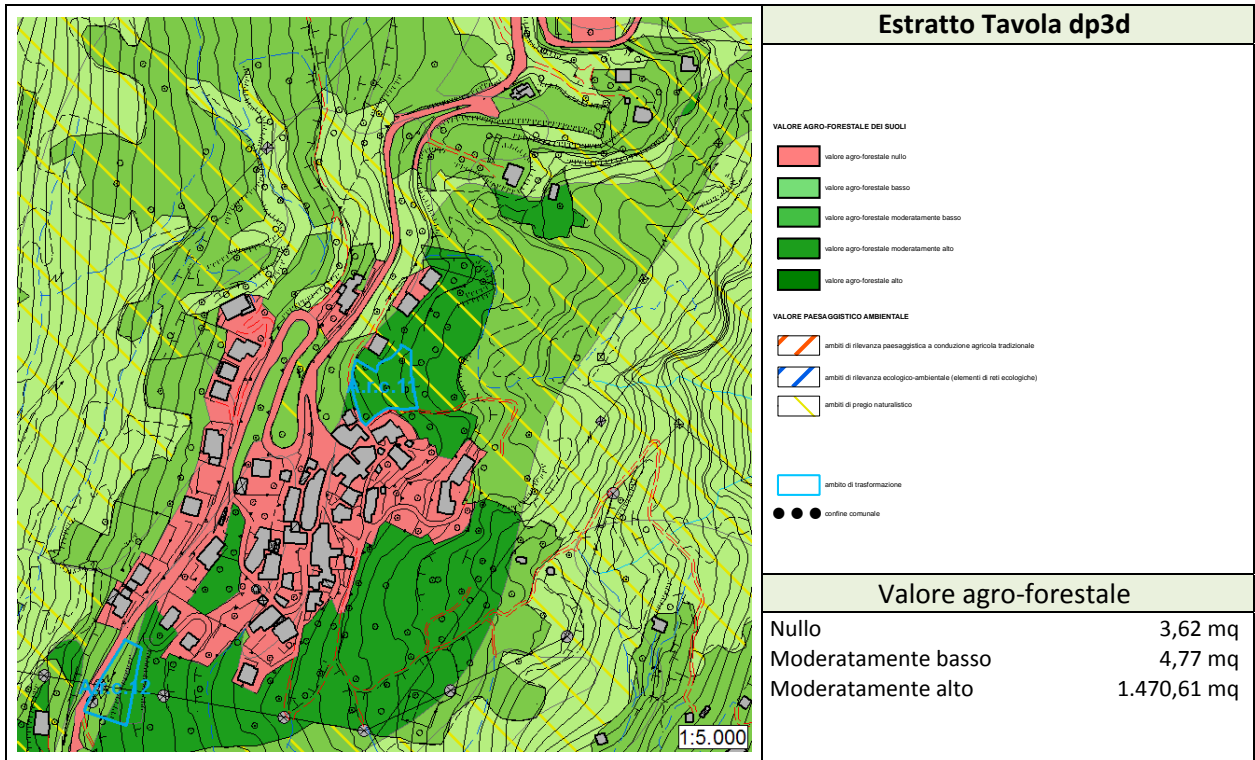 Estratto Tavola dp3d
VALORE AGRO-FORESTALE DEI SUOLI
valore agro-forestale nullo
valore agro-forestale basso
valore agro-forestale moderatamente basso
valore agro-forestale moderatamente alto
valore agro-forestale alto
VALORE PAESAGGISTICO AMBIENTALE
ambiti di rilevanza paesaggistica a conduzione agricola tradizionale
ambiti di rilevanza ecologico-ambientale (elementi di reti ecologiche)
ambiti di pregio naturalistico
ambito di trasformazione
confine comunale
A.r.c.11
A.r.c.12
1:5.000
Valore agro-forestale
Nullo 3,62 mq
Moderatamente basso 4,77 mq
Moderatamente alto 1.470,61 mq